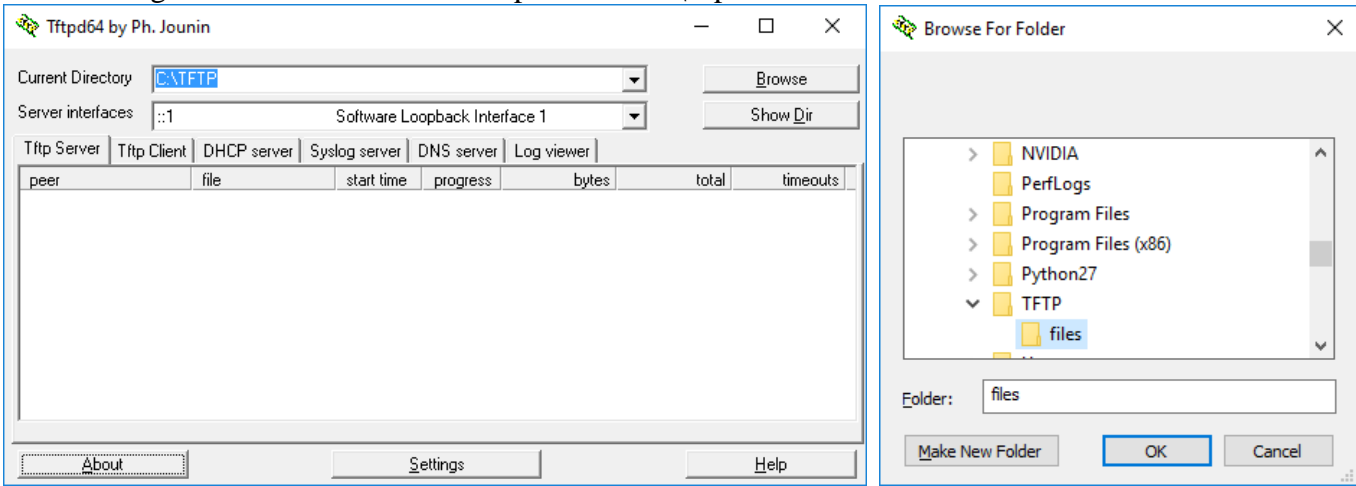 Tftpd64 by Ph. Jounin
Current Directory C:\TFTP Browse
Server interfaces ::1 Software Loopback Interface 1 Show Dir
Tftp Server Tftp Client DHCP server Syslog server DNS server Log viewer
peer file start time progress bytes total timeouts
About Settings Help
Browse For Folder
NVIDIA
PerfLogs
Program Files
Program Files (x86)
Python27
TFTP
files
Folder: files
Make New Folder OK Cancel